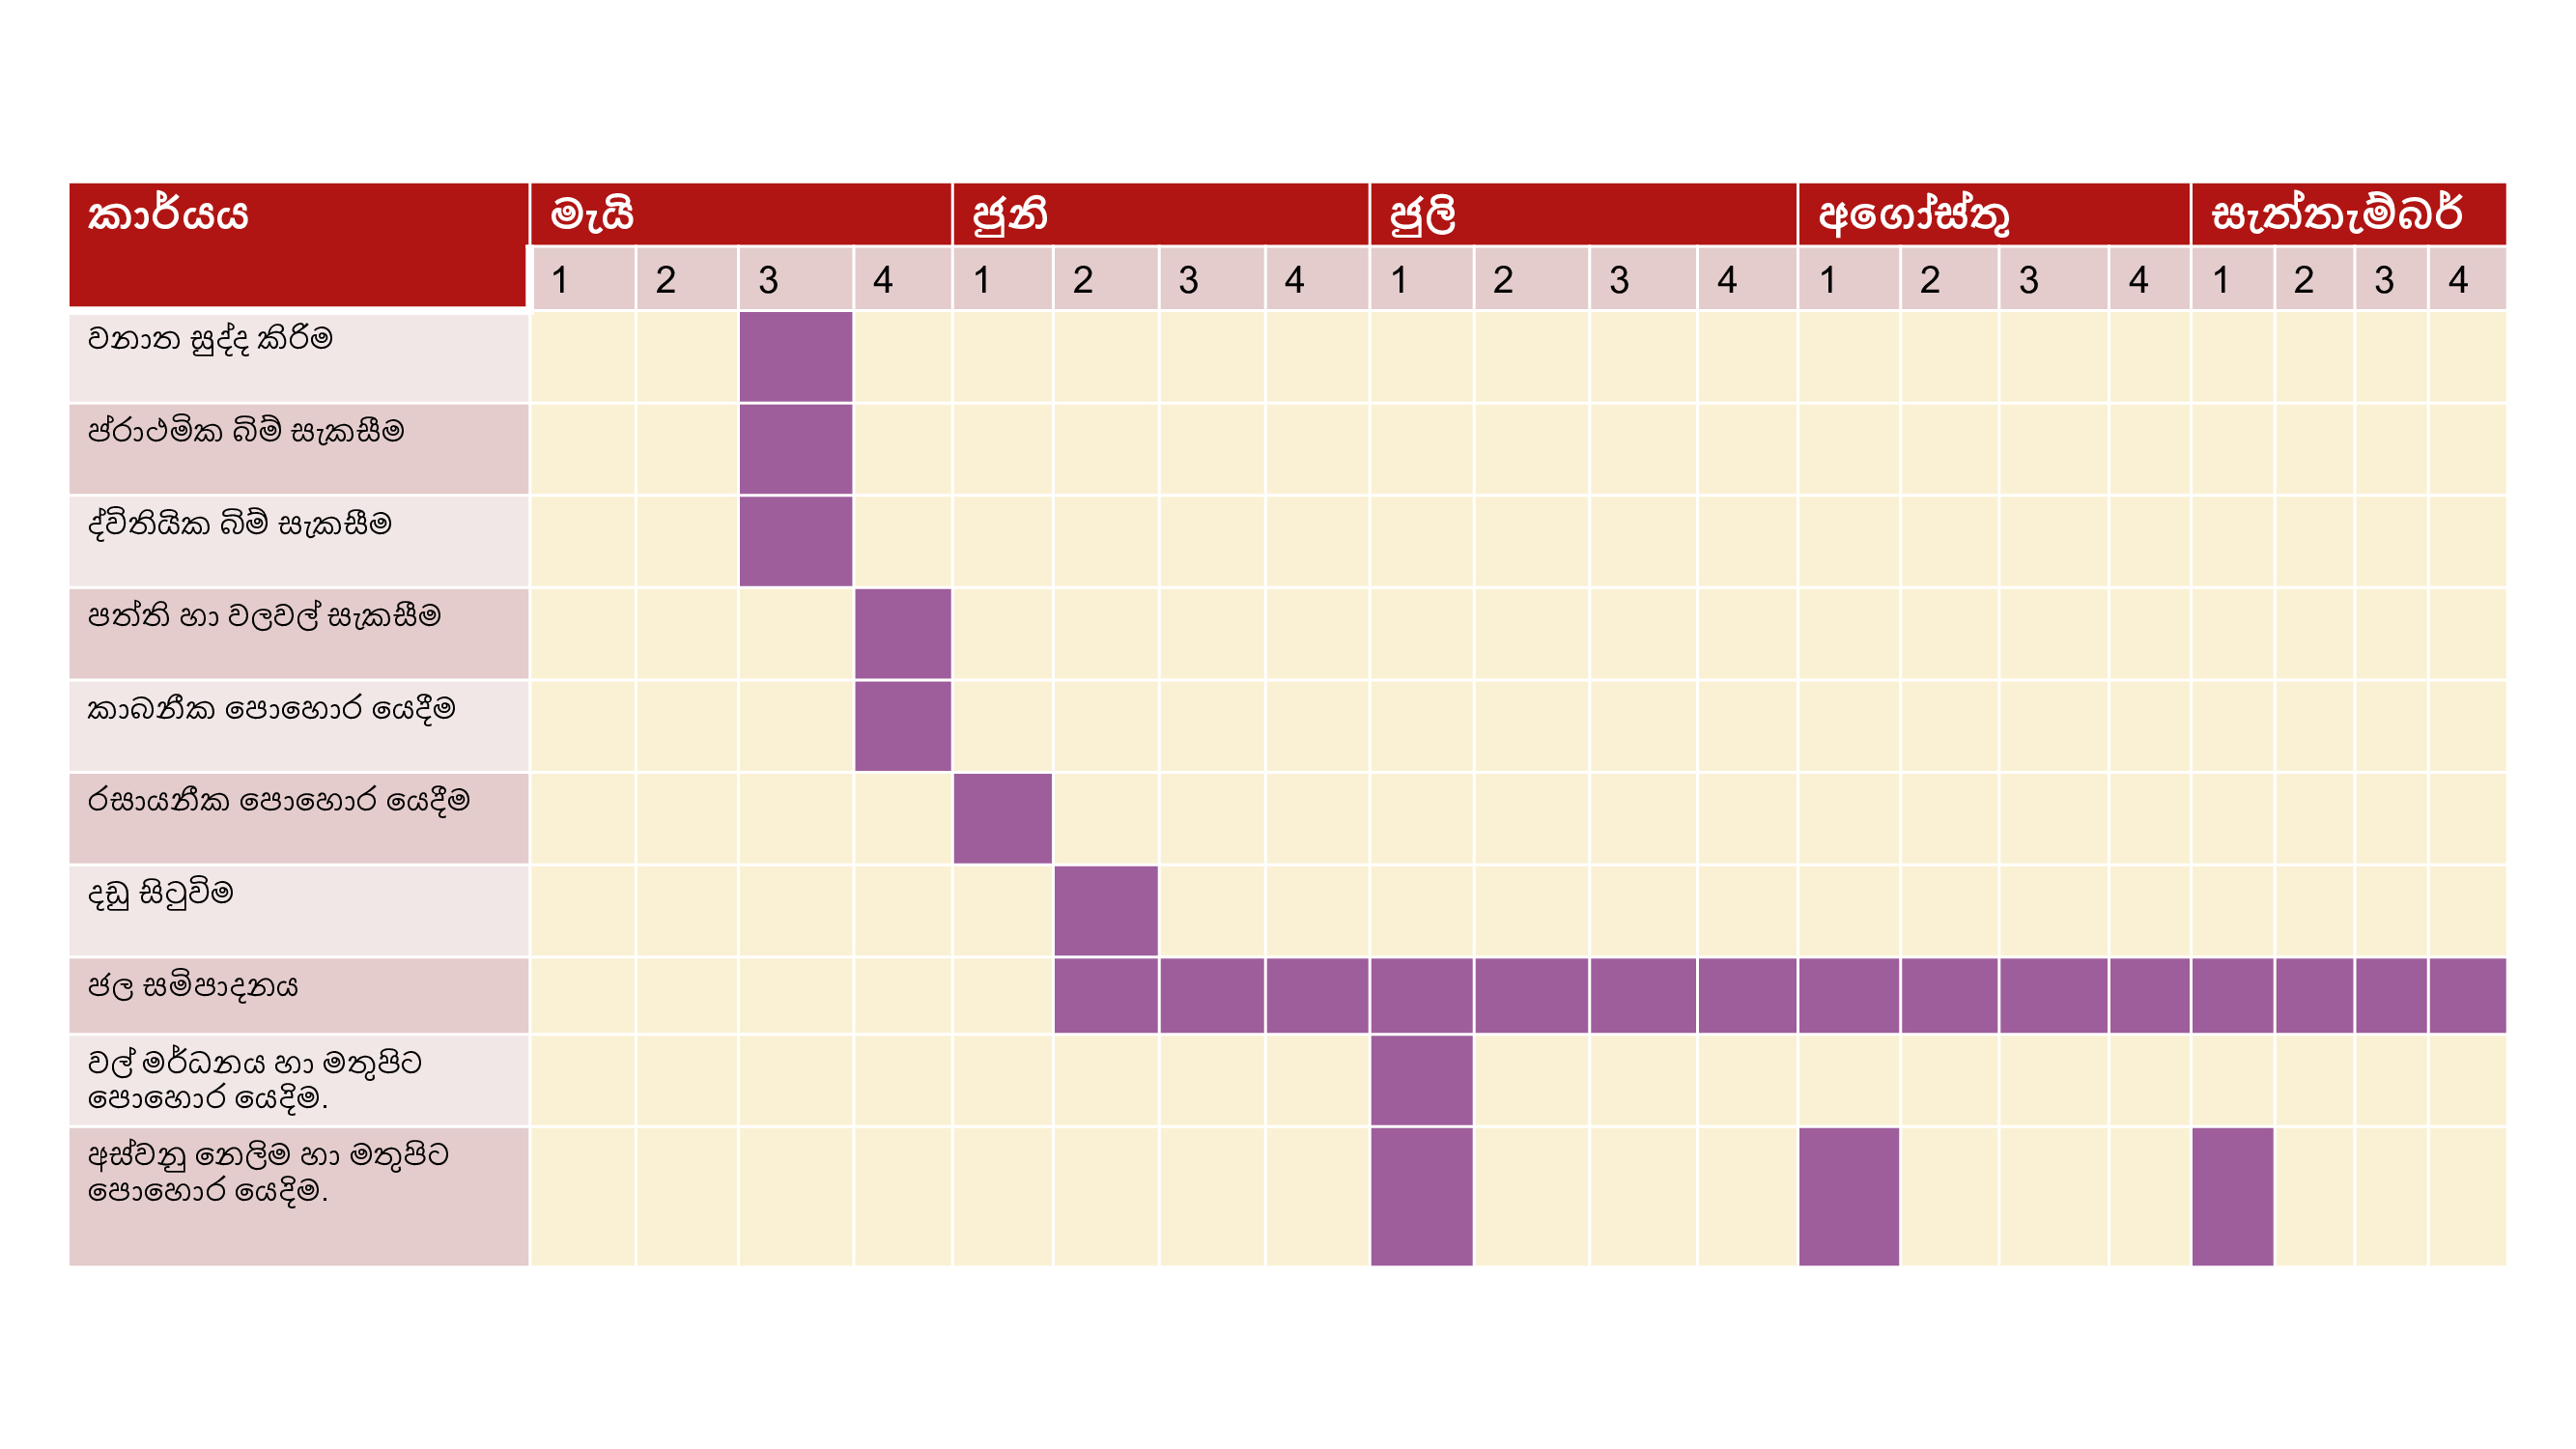 කාර්යය මැයි ජුනි ජුලි අගෝස්තු සැප්තැම්බර්
1 2 3 4 1 2 3 4 1 2 3 4 1 2 3 4 1 2 3 4
වනාත සුද්ද කිරිම
ප්රාථමික බිම් සැකසීම
ද්විතියික බිම් සැකසීම
පත්ති හා වලවල් සැකසීම
කාබනීක පොහොර යෙදීම
රසායනීක පොහොර යෙදීම
දඬු සිටුවිම
ජල සම්පාදනය
වල් මර්ධනය හා මතුපිට
පොහොර යෙදිම.
අස්වනු නෙලිම හා මතුපිට
පොහොර යෙදිම.